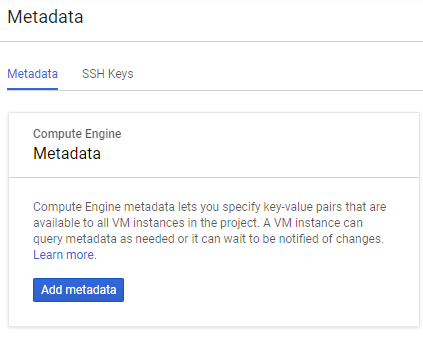 Metadata
Metadata SSH Keys
Compute Engine
Metadata
Compute Engine metadata lets you specify key-value pairs that are
available to all VM instances in the project. A VM instance can
query metadata as needed or it can wait to be notified of changes.
Learn more.
Add metadata